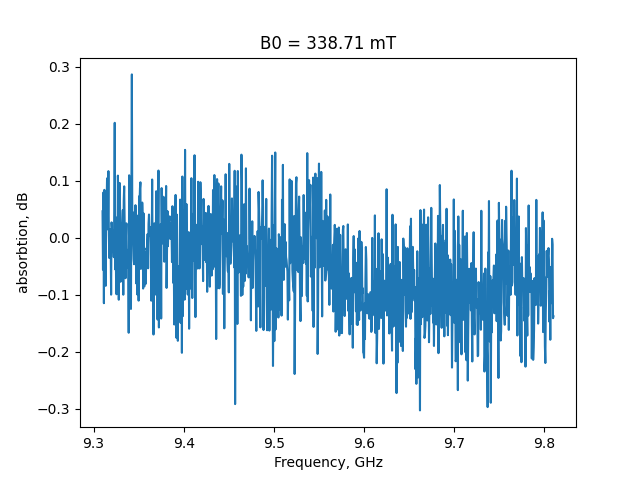 B0 = 338.71 mT
absorbtion, dB
0.3
0.2
0.1
0.0
−0.1
−0.2
−0.3
9.3 9.4 9.5 9.6 9.7 9.8
Frequency, GHz